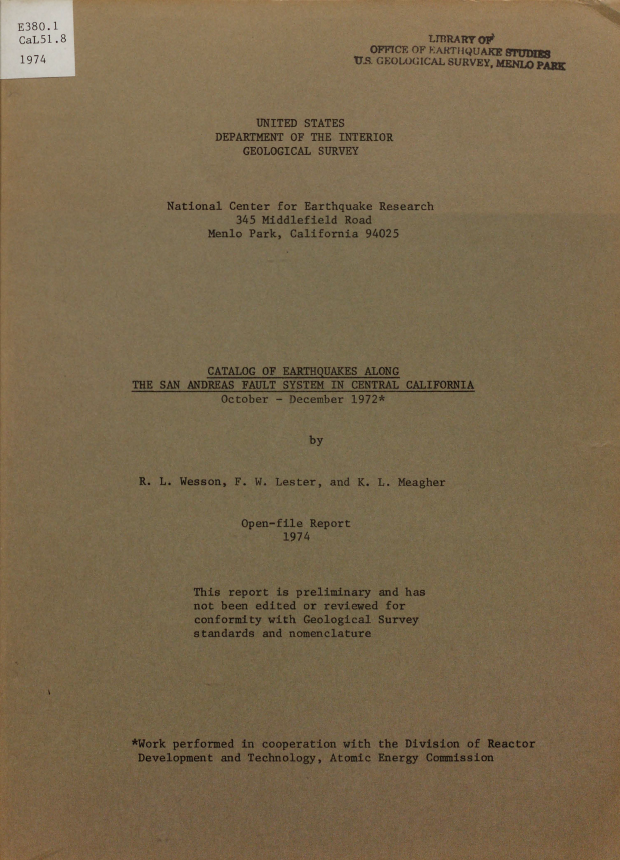 E380.1
CaL51.8
1974
LIBRARY OF
OFFICE OF EARTHQUAKE STUDIES
U.S. GEOLOGICAL SURVEY, MENLO PARK
UNITED STATES
DEPARTMENT OF THE INTERIOR
GEOLOGICAL SURVEY
National Center for Earthquake Research
345 Middlefield Road
Menlo Park, California 94025
CATALOG OF EARTHQUAKES ALONG
THE SAN ANDREAS FAULT SYSTEM IN CENTRAL CALIFORNIA
October - December 1972*
by
R. L. Wesson, F. W. Lester, and K. L. Meagher
Open-file Report
1974
This report is preliminary and has
not been edited or reviewed for
conformity with Geological Survey
standards and nomenclature
*Work performed in cooperation with the Division of Reactor
Development and Technology, Atomic Energy Commission